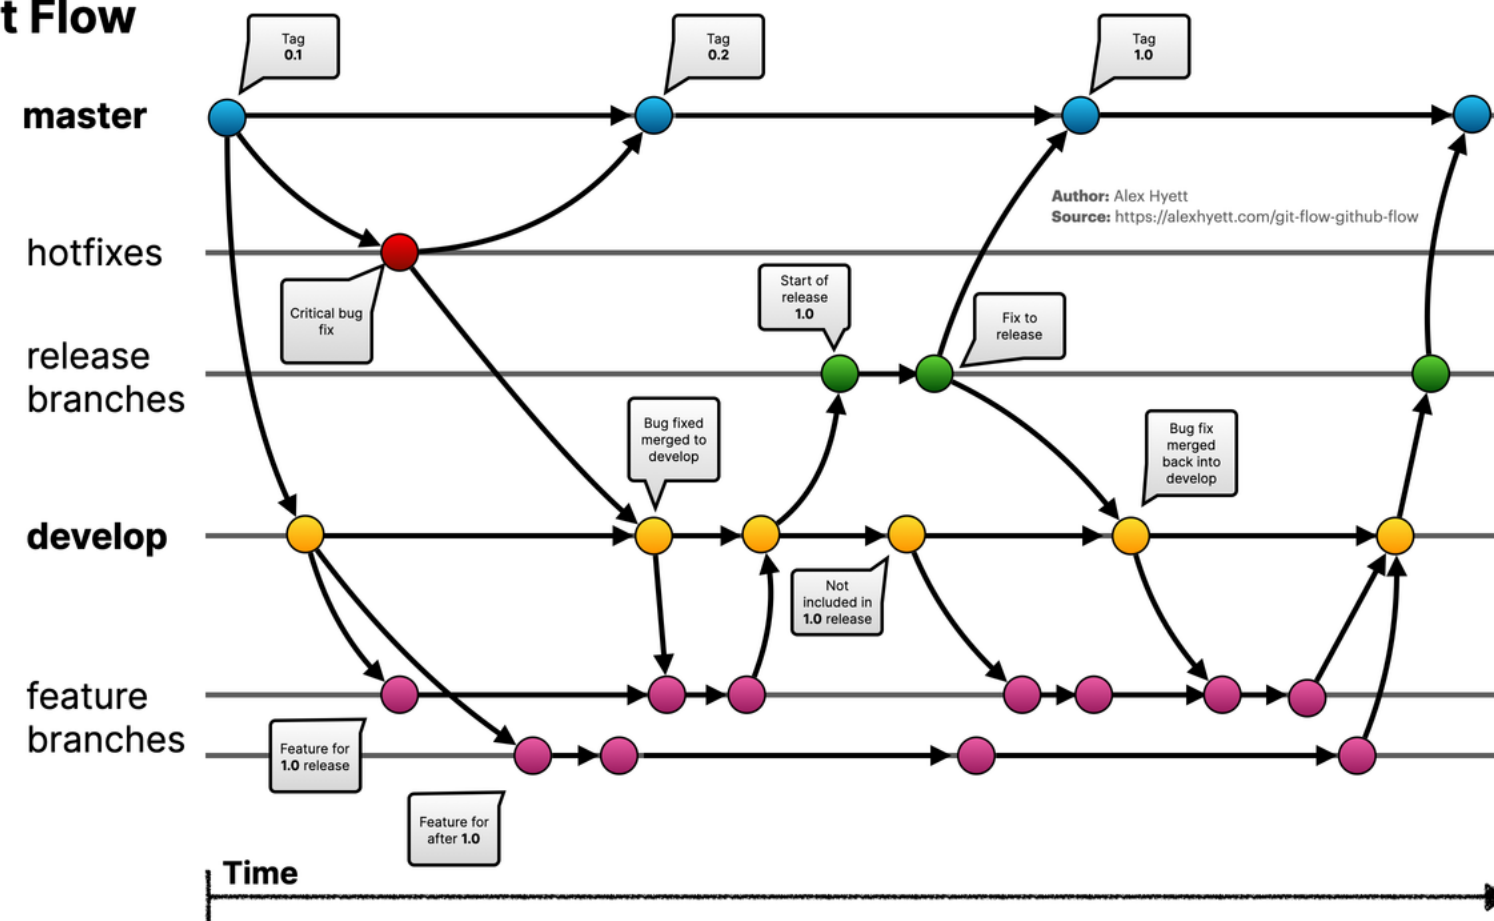 t Flow
Tag
0.1
Tag
0.2
Tag
1.0
master
Author: Alex Hyett
Source: https://alexhyett.com/git-flow-github-flow
hotfixes
Critical bug
fix
Start of
release
1.0
Fix to
release
release
branches
Bug fixed
merged to
develop
Bug fix
merged
back into
develop
develop
Not
included in
1.0 release
feature
branches
Feature for
1.0 release
Feature for
after 1.0
Time